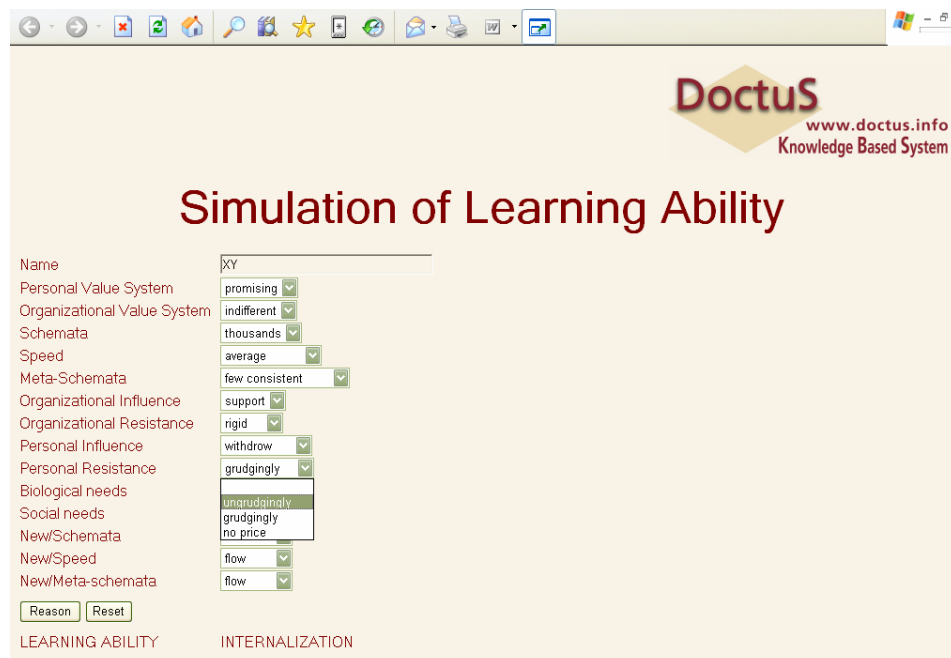 DoctuS
www.doctus.info
Knowledge Based System
Simulation of Learning Ability
Name XY
Personal Value System promising
Organizational Value System indifferent
Schemata thousands
Speed average
Meta-Schemata few consistent
Organizational Influence support
Organizational Resistance rigid
Personal Influence withdrow
Personal Resistance grudgingly
Biological needs
ungrudgingly
Social needs grudgingly
New/Schemata no price
New/Speed flow
New/Meta-schemata flow
Reason Reset
LEARNING ABILITY INTERNALIZATION